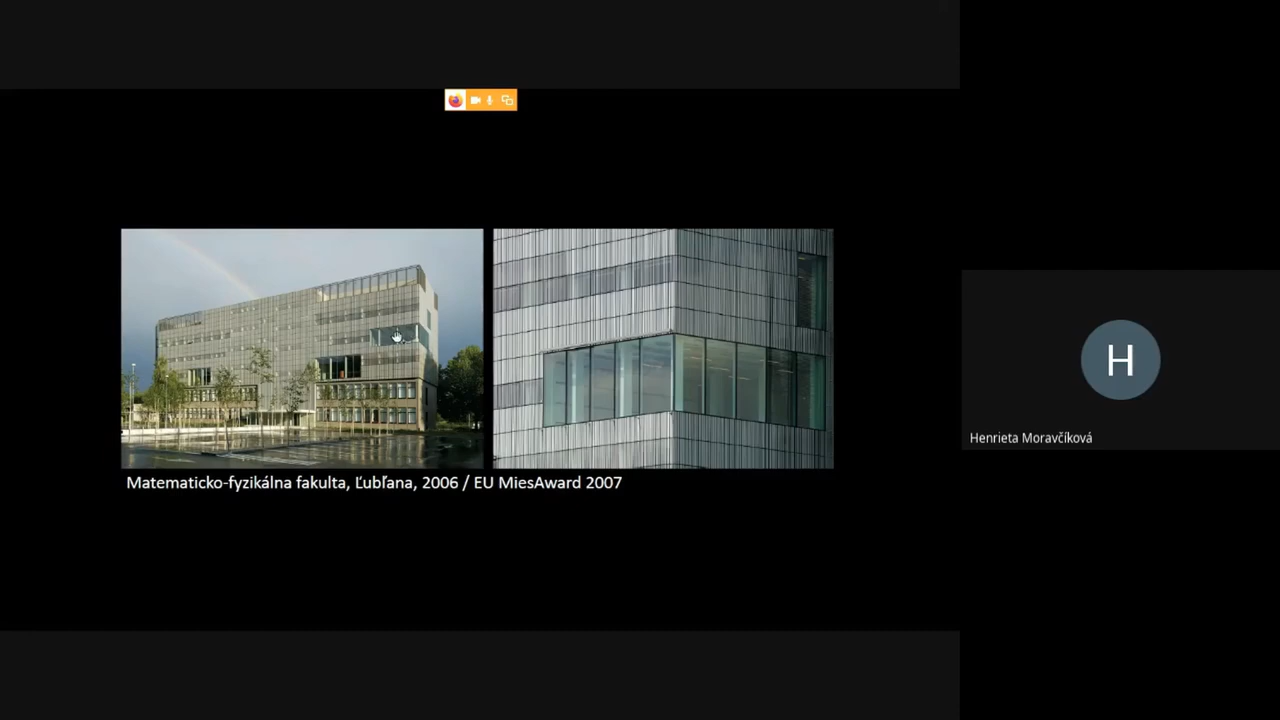 Matematicko-fyzikálna fakulta, Ľubľana, 2006 / EU MiesAward 2007
H
Henrieta Moravčíková